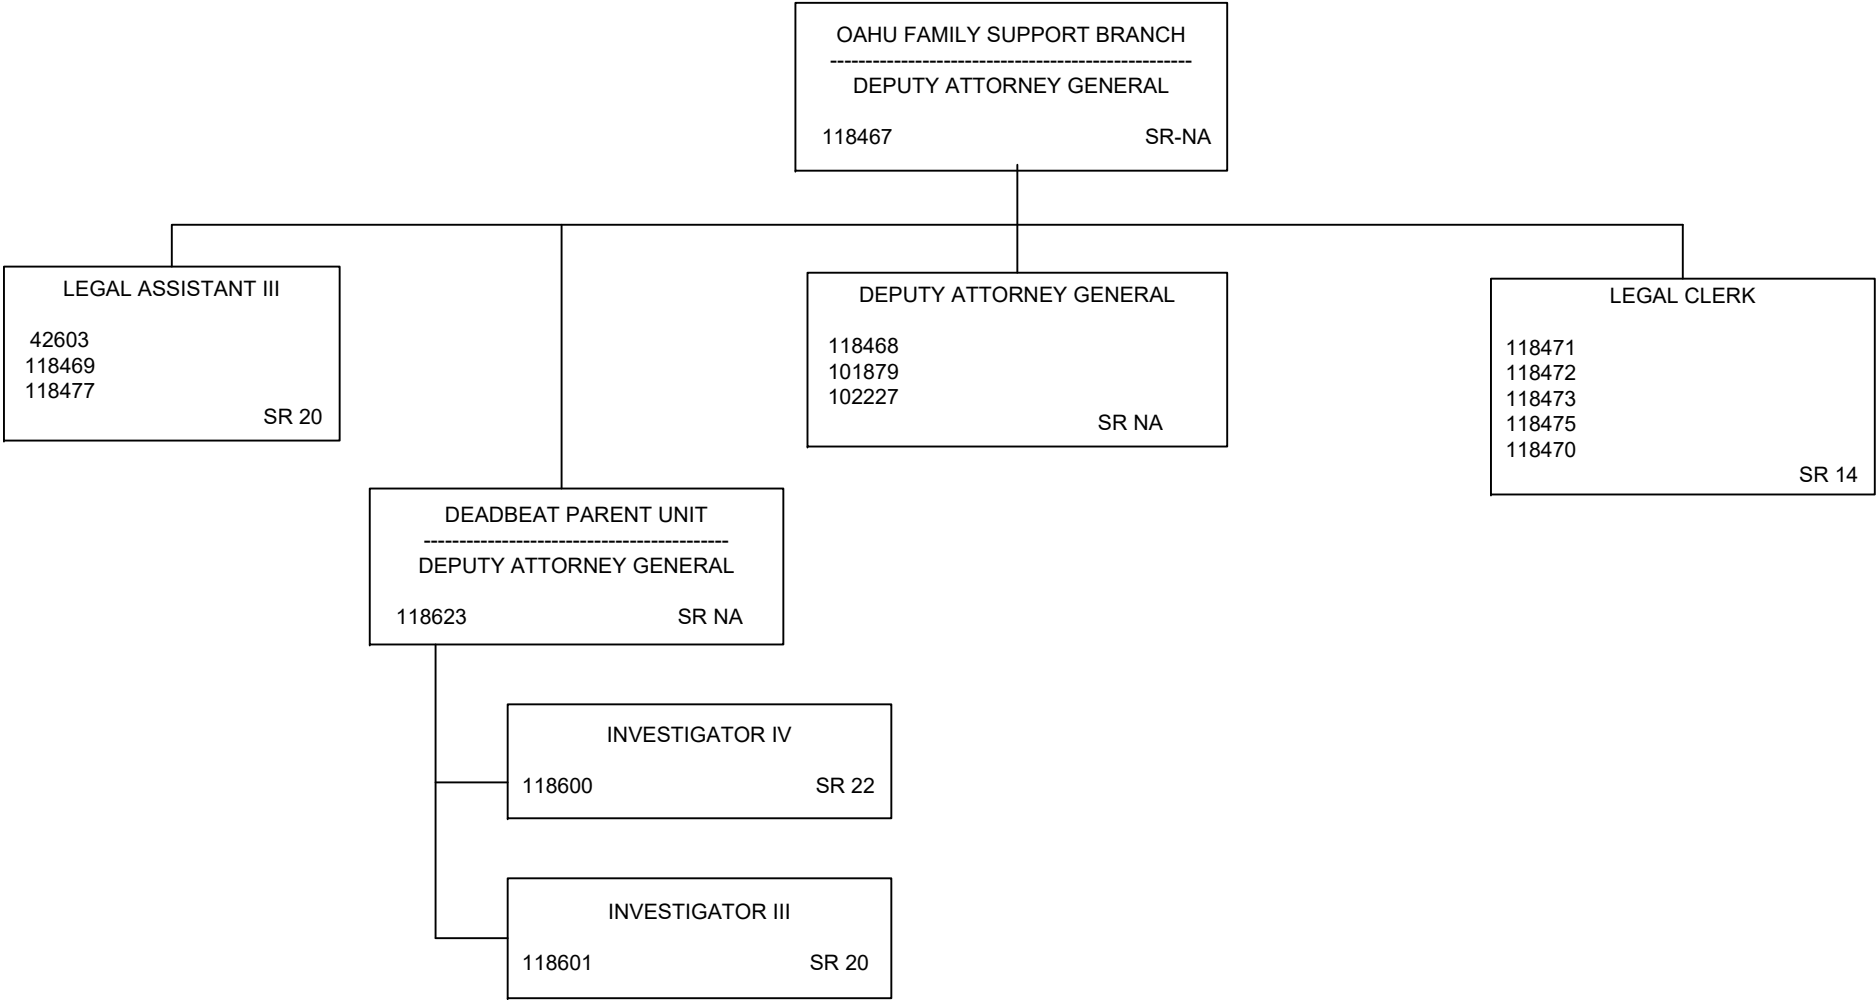 OAHU FAMILY SUPPORT BRANCH
---------------------------------------------------
DEPUTY ATTORNEY GENERAL
118467 SR-NA
LEGAL ASSISTANT III
42603
118469
118477
SR 20
DEPUTY ATTORNEY GENERAL
118468
101879
102227
SR NA
LEGAL CLERK
118471
118472
118473
118475
118470
SR 14
DEADBEAT PARENT UNIT
-------------------------------------------
DEPUTY ATTORNEY GENERAL
118623 SR NA
INVESTIGATOR IV
118600 SR 22
INVESTIGATOR III
118601 SR 20